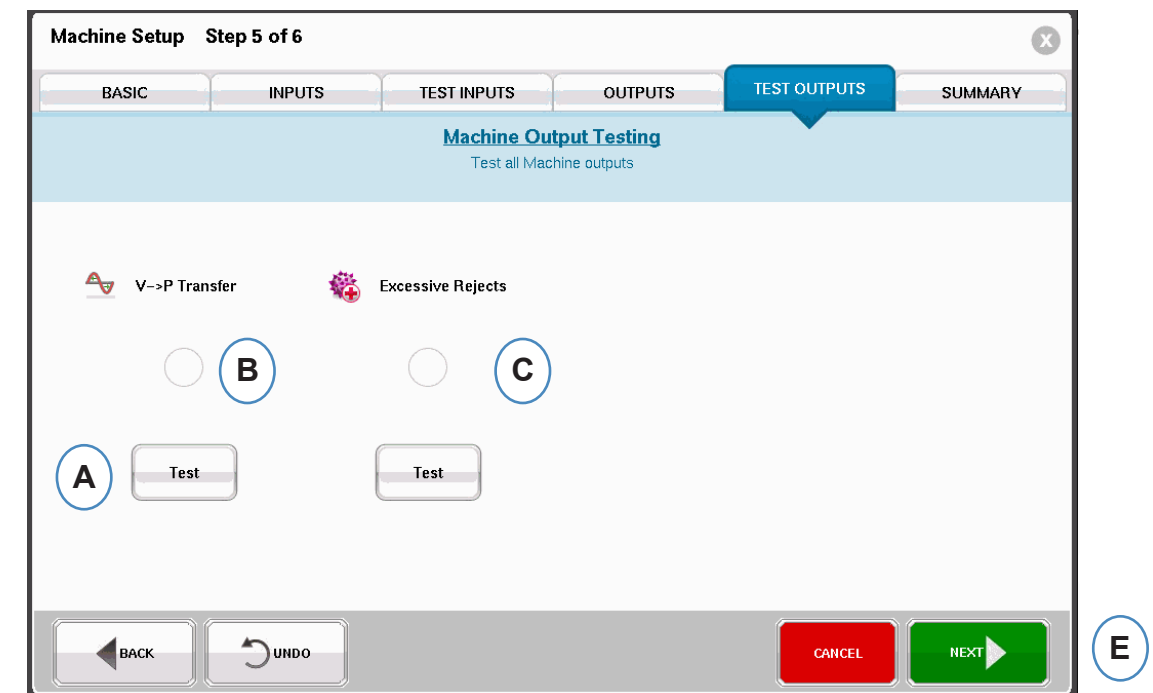 Machine Setup Step 5 of 6
X
BASIC INPUTS TEST INPUTS OUTPUTS TEST OUTPUTS SUMMARY
Machine Output Testing
Test all Machine outputs
V->P Transfer Excessive Rejects
B C
A Test Test
BACK UNDO CANCEL NEXT E